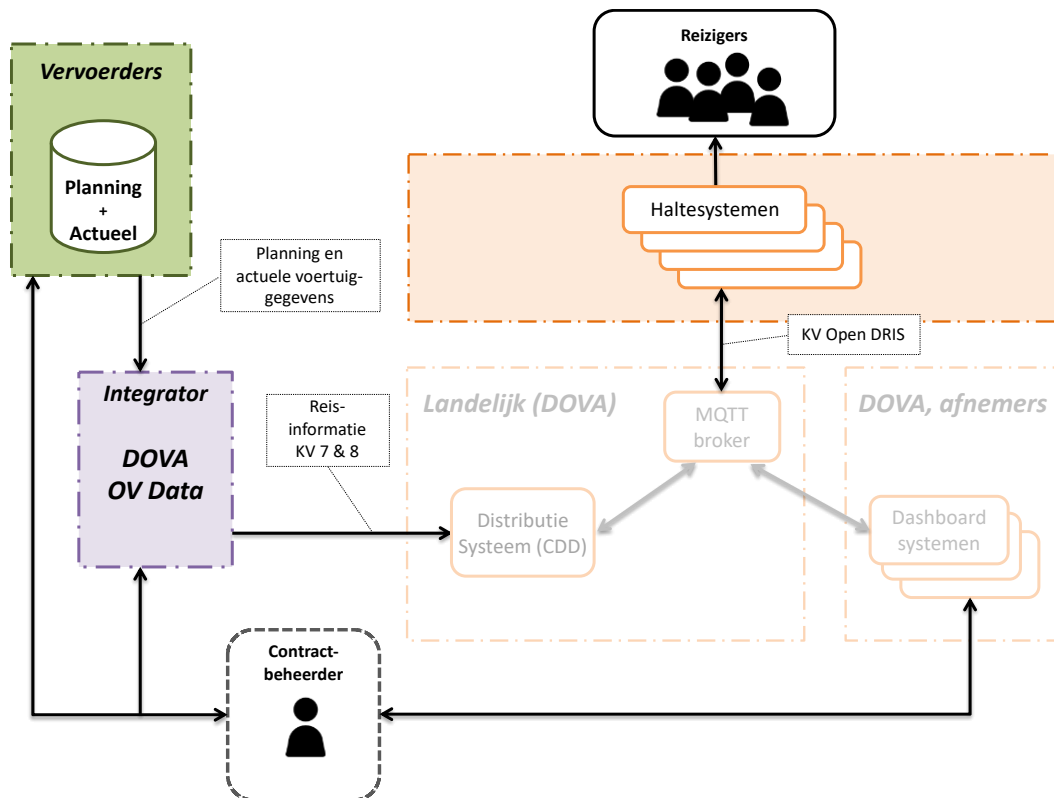 Vervoerders
Planning
+
Actueel
Reizigers
Haltesystemen
Planning en
actuele voertuig-
gegevens
KV Open DRIS
Integrator
DOVA
OV Data
Reis-
informatie
KV 7 & 8
Landelijk (DOVA)
MQTT
broker
DOVA, afnemers
Distributie
Systeem (CDD)
Dashboard
systemen
Contract-
beheerder